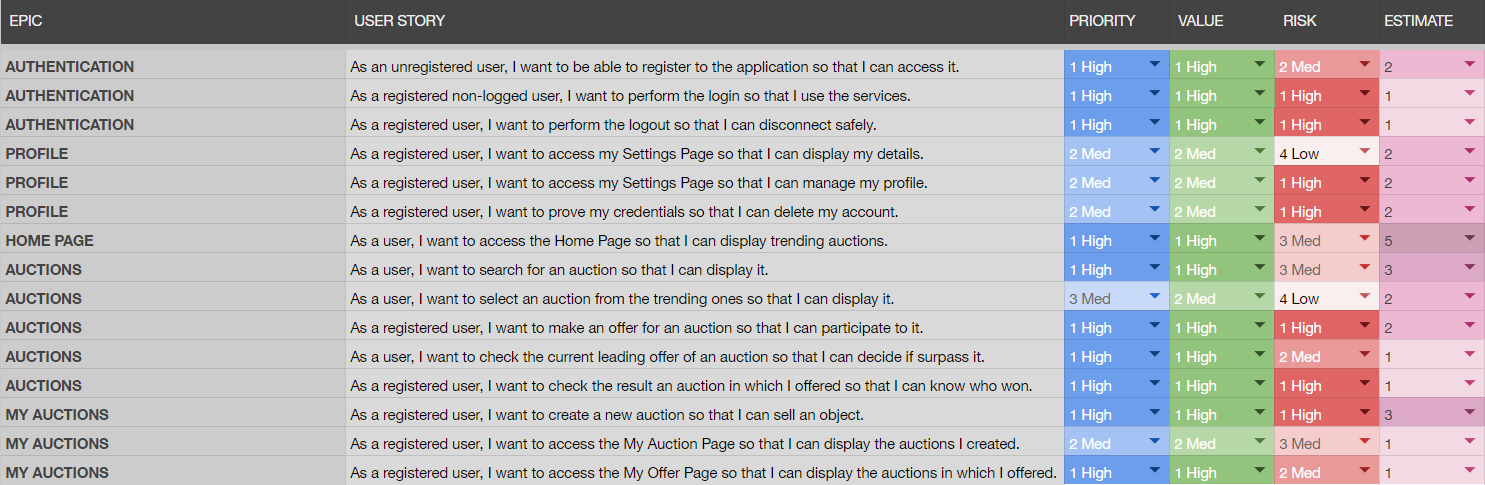 EPIC USER STORY PRIORITY VALUE RISK ESTIMATE
AUTHENTICATION As an unregistered user, I want to be able to register to the application so that I can access it. 1 High 1 High 2 Med 2
AUTHENTICATION As a registered non-logged user, I want to perform the login so that I use the services. 1 High 1 High 1 High 1
AUTHENTICATION As a registered user, I want to perform the logout so that I can disconnect safely. 1 High 1 High 1 High 1
PROFILE As a registered user, I want to access my Settings Page so that I can display my details. 2 Med 2 Med 4 Low 2
PROFILE As a registered user, I want to access my Settings Page so that I can manage my profile. 2 Med 2 Med 1 High 2
PROFILE As a registered user, I want to prove my credentials so that I can delete my account. 2 Med 2 Med 1 High 2
HOME PAGE As a user, I want to access the Home Page so that I can display trending auctions. 1 High 1 High 3 Med 5
AUCTIONS As a user, I want to search for an auction so that I can display it. 1 High 1 High 3 Med 3
AUCTIONS As a user, I want to select an auction from the trending ones so that I can display it. 3 Med 2 Med 4 Low 2
AUCTIONS As a registered user, I want to make an offer for an auction so that I can participate to it. 1 High 1 High 1 High 2
AUCTIONS As a user, I want to check the current leading offer of an auction so that I can decide if surpass it. 1 High 1 High 2 Med 1
AUCTIONS As a registered user, I want to check the result an auction in which I offered so that I can know who won. 1 High 1 High 1 High 1
MY AUCTIONS As a registered user, I want to create a new auction so that I can sell an object. 1 High 1 High 1 High 3
MY AUCTIONS As a registered user, I want to access the My Auction Page so that I can display the auctions I created. 2 Med 2 Med 3 Med 1
MY AUCTIONS As a registered user, I want to access the My Offer Page so that I can display the auctions in which I offered. 1 High 1 High 2 Med 1